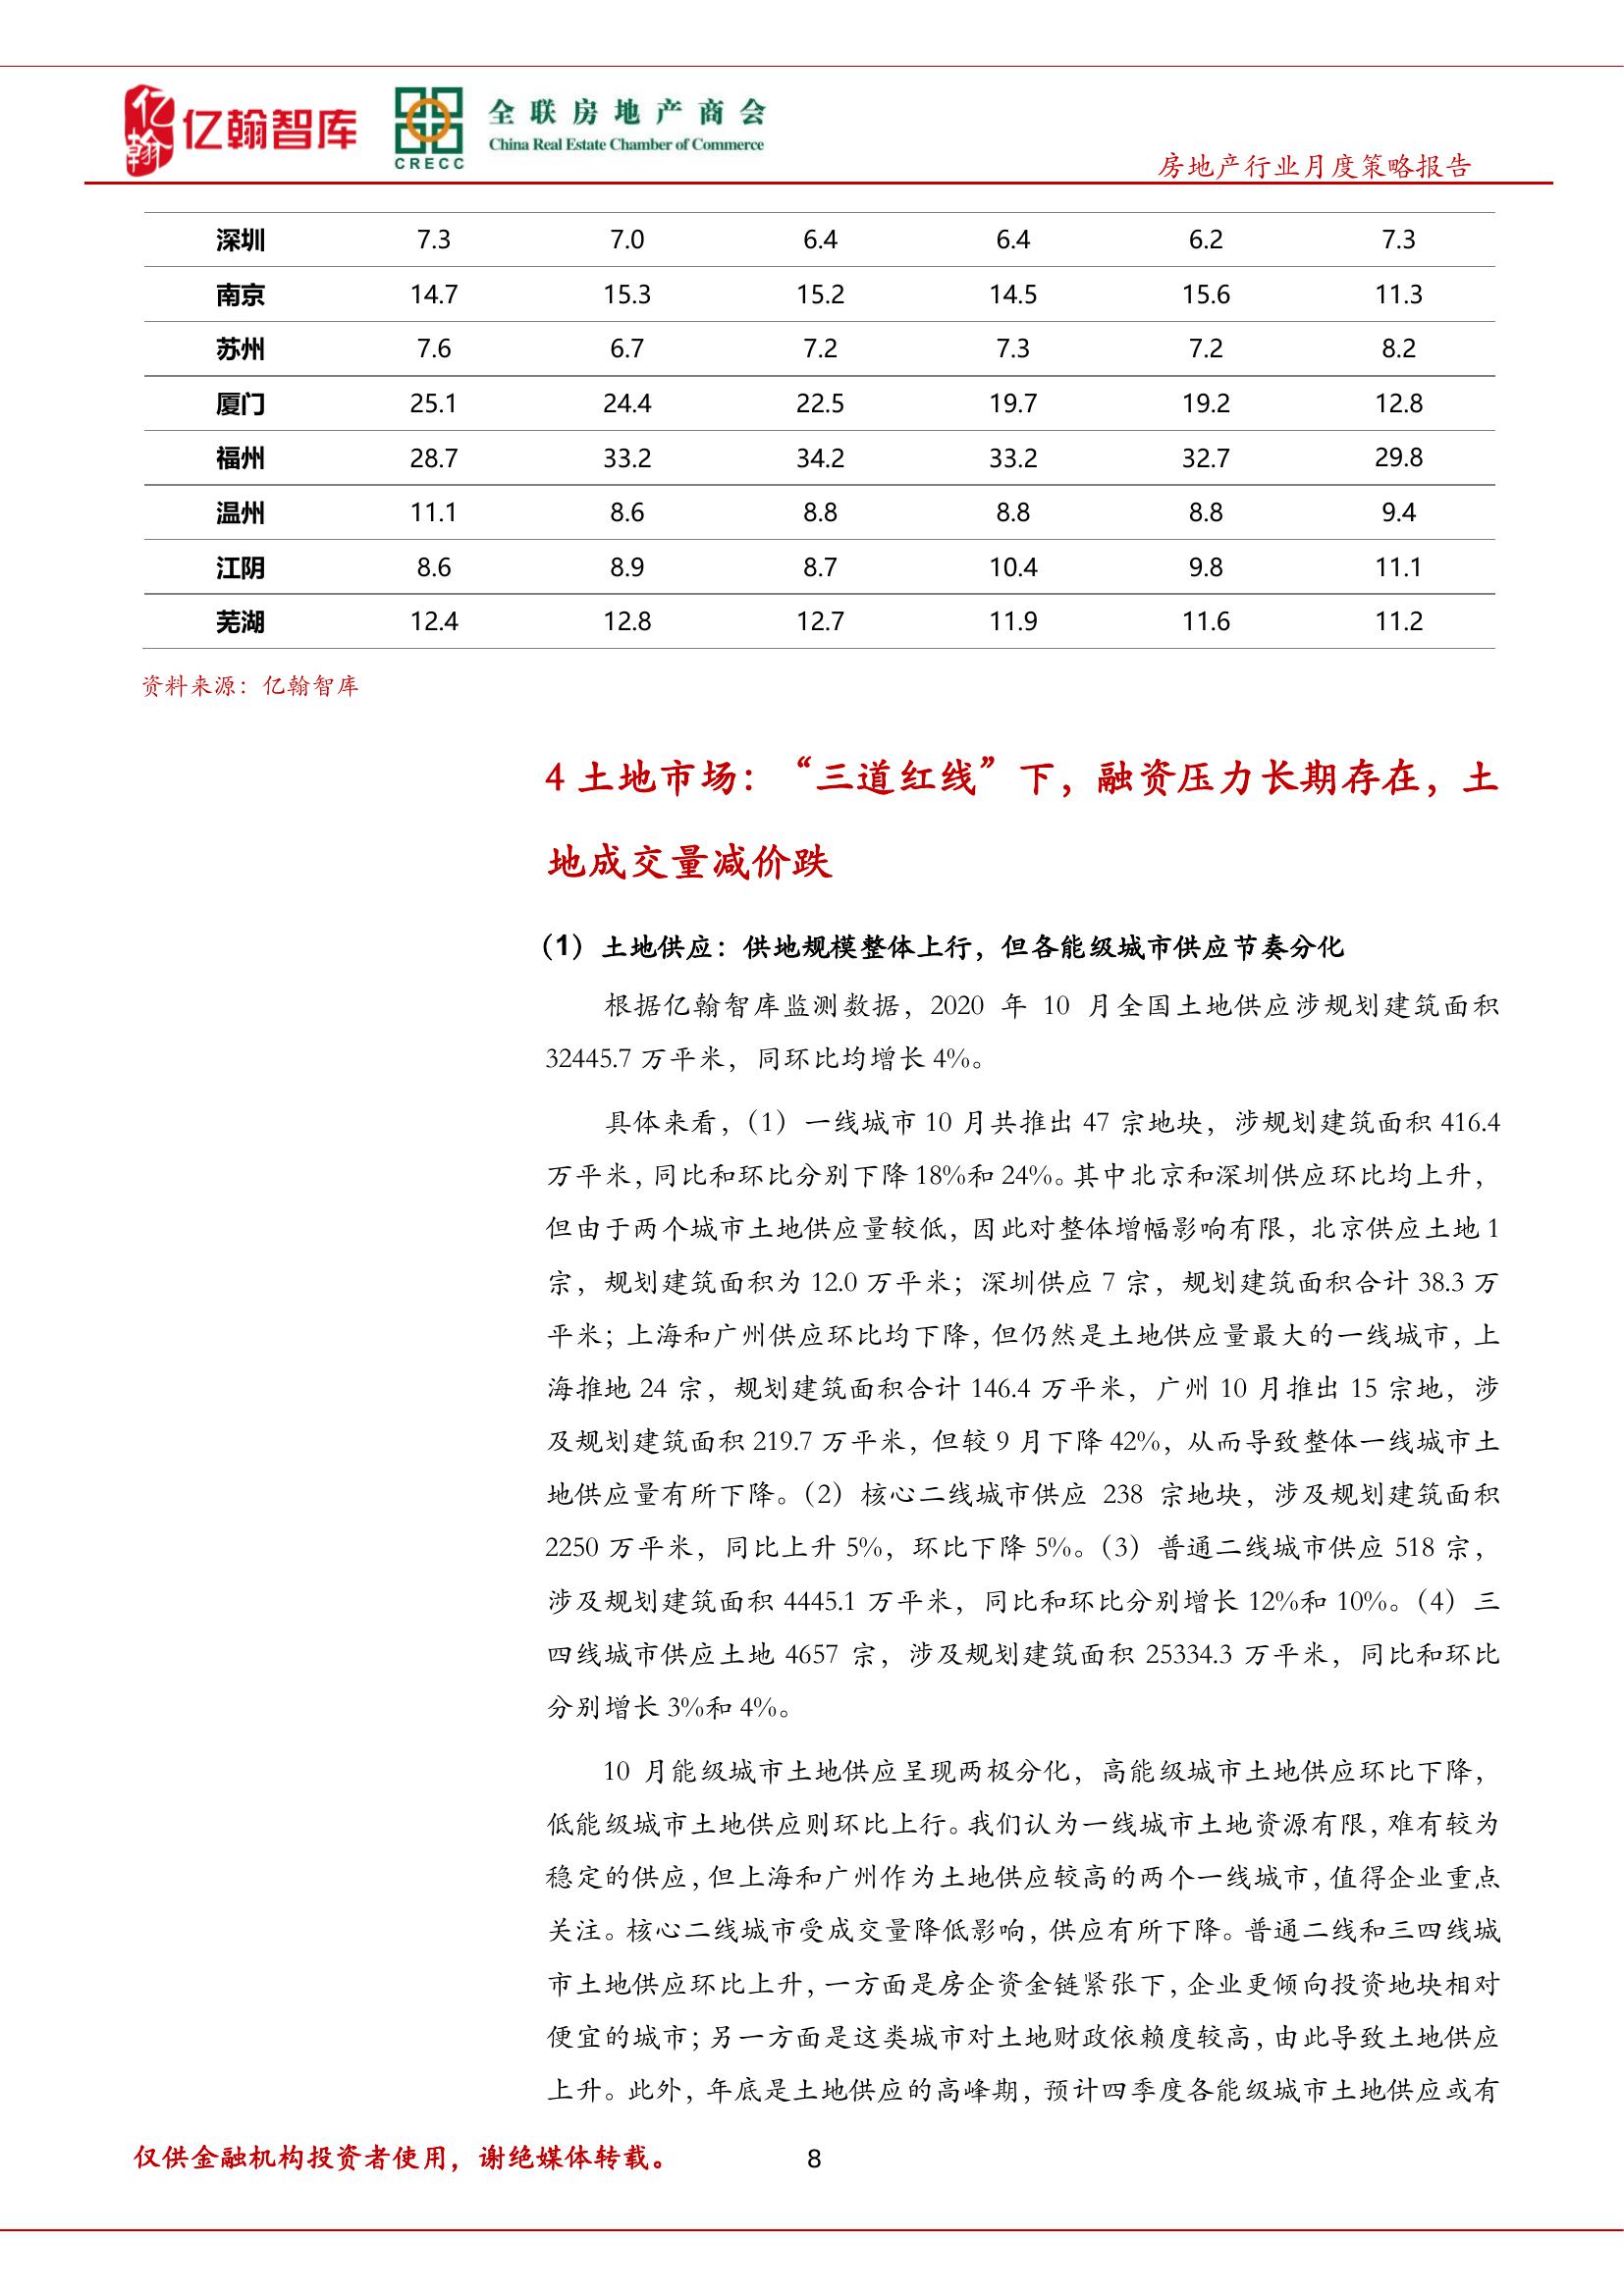 亿翰
亿翰智库
CRECC
全联房地产商会
China Real Estate Chamber of Commerce
房地产行业月度策略报告
深圳 7.3 7.0 6.4 6.4 6.2 7.3
南京 14.7 15.3 15.2 14.5 15.6 11.3
苏州 7.6 6.7 7.2 7.3 7.2 8.2
厦门 25.1 24.4 22.5 19.7 19.2 12.8
福州 28.7 33.2 34.2 33.2 32.7 29.8
温州 11.1 8.6 8.8 8.8 8.8 9.4
江阴 8.6 8.9 8.7 10.4 9.8 11.1
芜湖 12.4 12.8 12.7 11.9 11.6 11.2
资料来源：亿翰智库
4 土地市场：“三道红线”下，融资压力长期存在，土
地成交量减价跌
（1）土地供应：供地规模整体上行，但各能级城市供应节奏分化
根据亿翰智库监测数据，2020 年 10 月全国土地供应涉规划建筑面积
32445.7 万平米，同环比均增长 4%。
具体来看，（1）一线城市 10 月共推出 47 宗地块，涉规划建筑面积 416.4
万平米，同比和环比分别下降 18%和 24%。其中北京和深圳供应环比均上升，
但由于两个城市土地供应量较低，因此对整体增幅影响有限，北京供应土地 1
宗，规划建筑面积为 12.0 万平米；深圳供应 7 宗，规划建筑面积合计 38.3 万
平米；上海和广州供应环比均下降，但仍然是土地供应量最大的一线城市，上
海推地 24 宗，规划建筑面积合计 146.4 万平米，广州 10 月推出 15 宗地，涉
及规划建筑面积 219.7 万平米，但较 9 月下降 42%，从而导致整体一线城市土
地供应量有所下降。（2）核心二线城市供应 238 宗地块，涉及规划建筑面积
2250 万平米，同比上升 5%，环比下降 5%。（3）普通二线城市供应 518 宗，
涉及规划建筑面积 4445.1 万平米，同比和环比分别增长 12%和 10%。（4）三
四线城市供应土地 4657 宗，涉及规划建筑面积 25334.3 万平米，同比和环比
分别增长 3%和 4%。
10 月能级城市土地供应呈现两极分化，高能级城市土地供应环比下降，
低能级城市土地供应则环比上行。我们认为一线城市土地资源有限，难有较为
稳定的供应，但上海和广州作为土地供应较高的两个一线城市，值得企业重点
关注。核心二线城市受成交量降低影响，供应有所下降。普通二线和三四线城
市土地供应环比上升，一方面是房企资金链紧张下，企业更倾向投资地块相对
便宜的城市；另一方面是这类城市对土地财政依赖度较高，由此导致土地供应
上升。此外，年底是土地供应的高峰期，预计四季度各能级城市土地供应或有
仅供金融机构投资者使用，谢绝媒体转载。
8